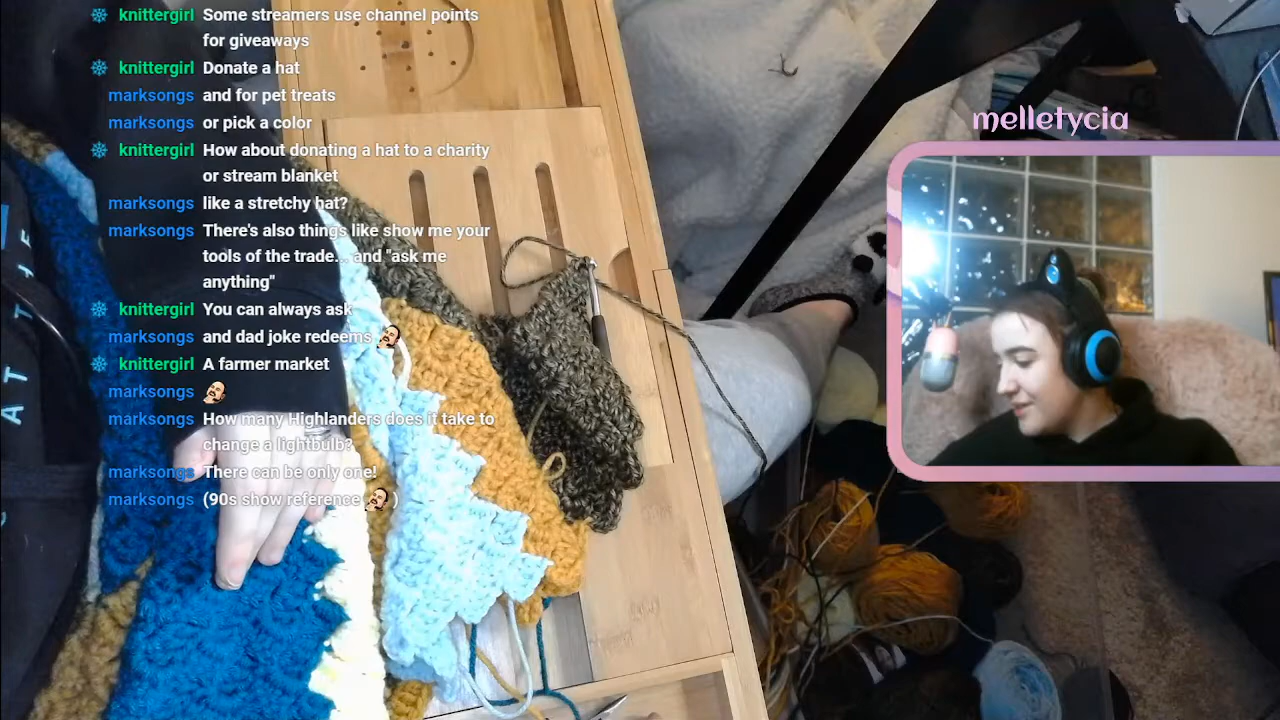 knittergirl Some streamers use channel points
for giveaways
knittergirl Donate a hat
marksongs and for pet treats
marksongs or pick a color
knittergirl How about donating a hat to a charity
or stream blanket
marksongs like a stretchy hat?
marksongs There's also things like show me your
tools of the trade... and "ask me
anything"
knittergirl You can always ask
marksongs and dad joke redeems
knittergirl A farmer market
marksongs
marksongs How many Highlanders does it take to
change a lightbulb?
marksongs There can be only one!
marksongs (90s show reference )
melletycia